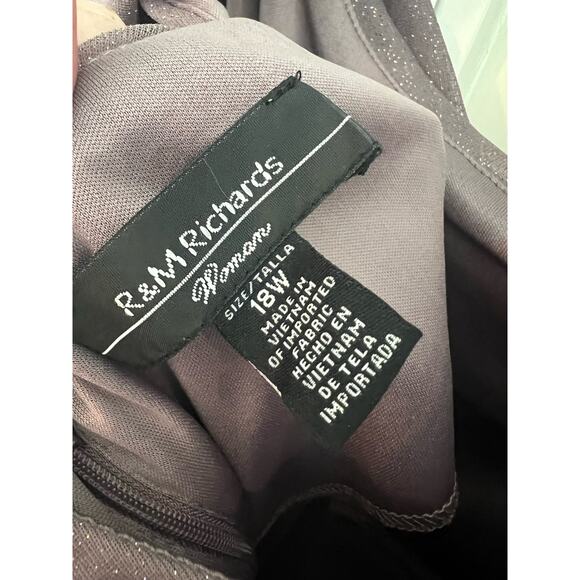 R&M Richards
Woman
SIZE/TALLA
18W
MADE IN
VIETNAM
OF IMPORTED
FABRIC
HECHO EN
VIETNAM
DE TELA
IMPORTADA